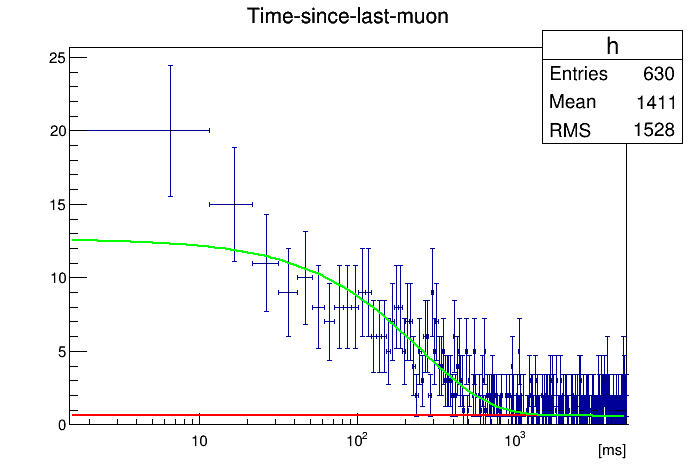 Time-since-last-muon
h
Entries 630
Mean 1411
RMS 1528
25
20
15
10
5
0
10 10² 10³
[ms]